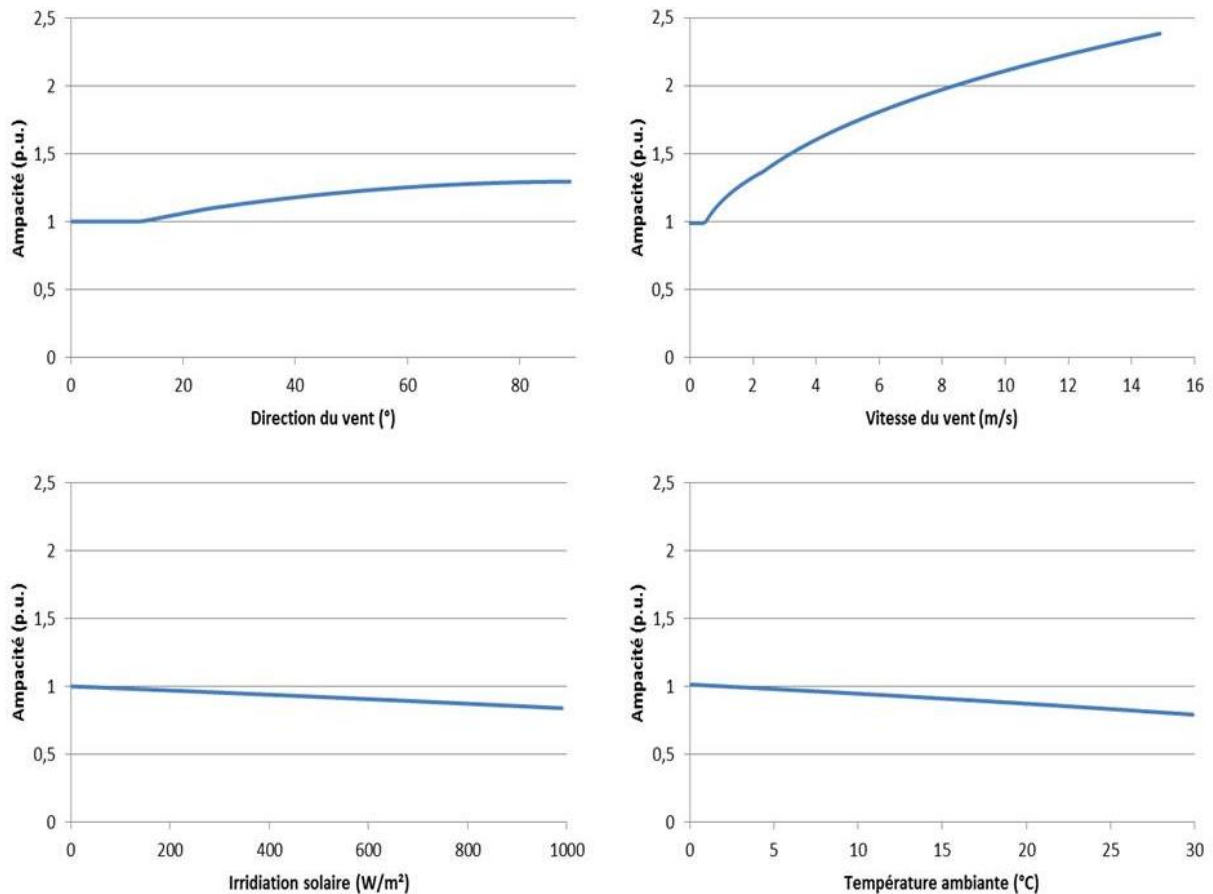 2,5
2
1,5
1
0,5
0
Ampacité (p.u.)
0 20 40 60 80
Direction du vent (°)
2,5
2
1,5
1
0,5
0
Ampacité (p.u.)
0 2 4 6 8 10 12 14 16
Vitesse du vent (m/s)
2,5
2
1,5
1
0,5
0
Ampacité (p.u.)
0 200 400 600 800 1000
Irridiation solaire (W/m²)
2,5
2
1,5
1
0,5
0
Ampacité (p.u.)
0 5 10 15 20 25 30
Température ambiante (°C)